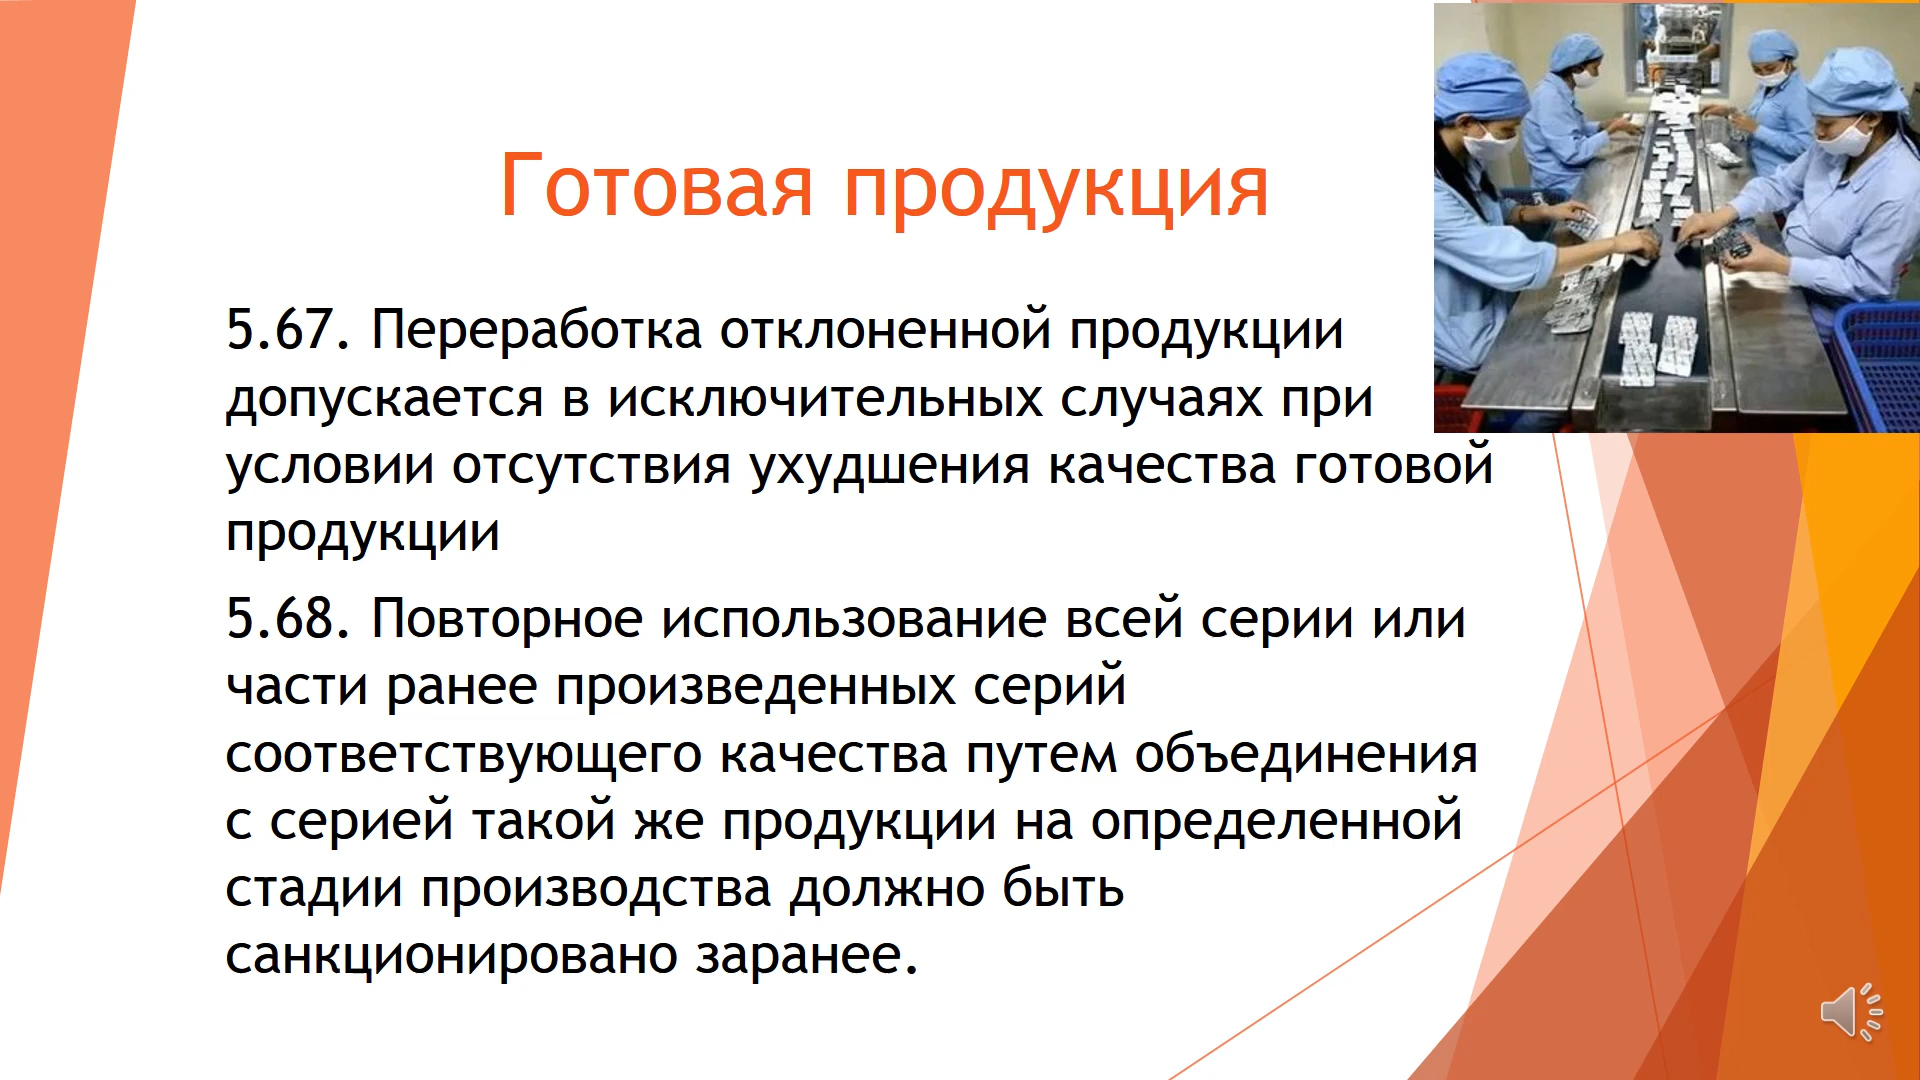 Готовая продукция
5.67. Переработка отклоненной продукции
допускается в исключительных случаях при
условии отсутствия ухудшения качества готовой
продукции
5.68. Повторное использование всей серии или
части ранее произведенных серий
соответствующего качества путем объединения
с серией такой же продукции на определенной
стадии производства должно быть
санкционировано заранее.